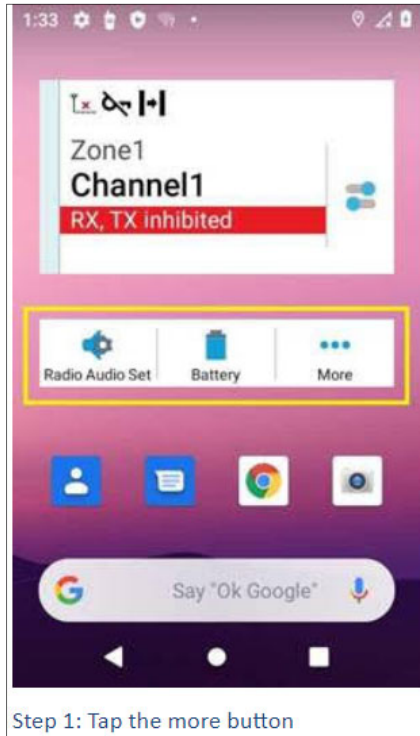 1:33
Zone1
Channel1
RX, TX inhibited
Radio Audio Set Battery More
Say "Ok Google"
Step 1: Tap the more button